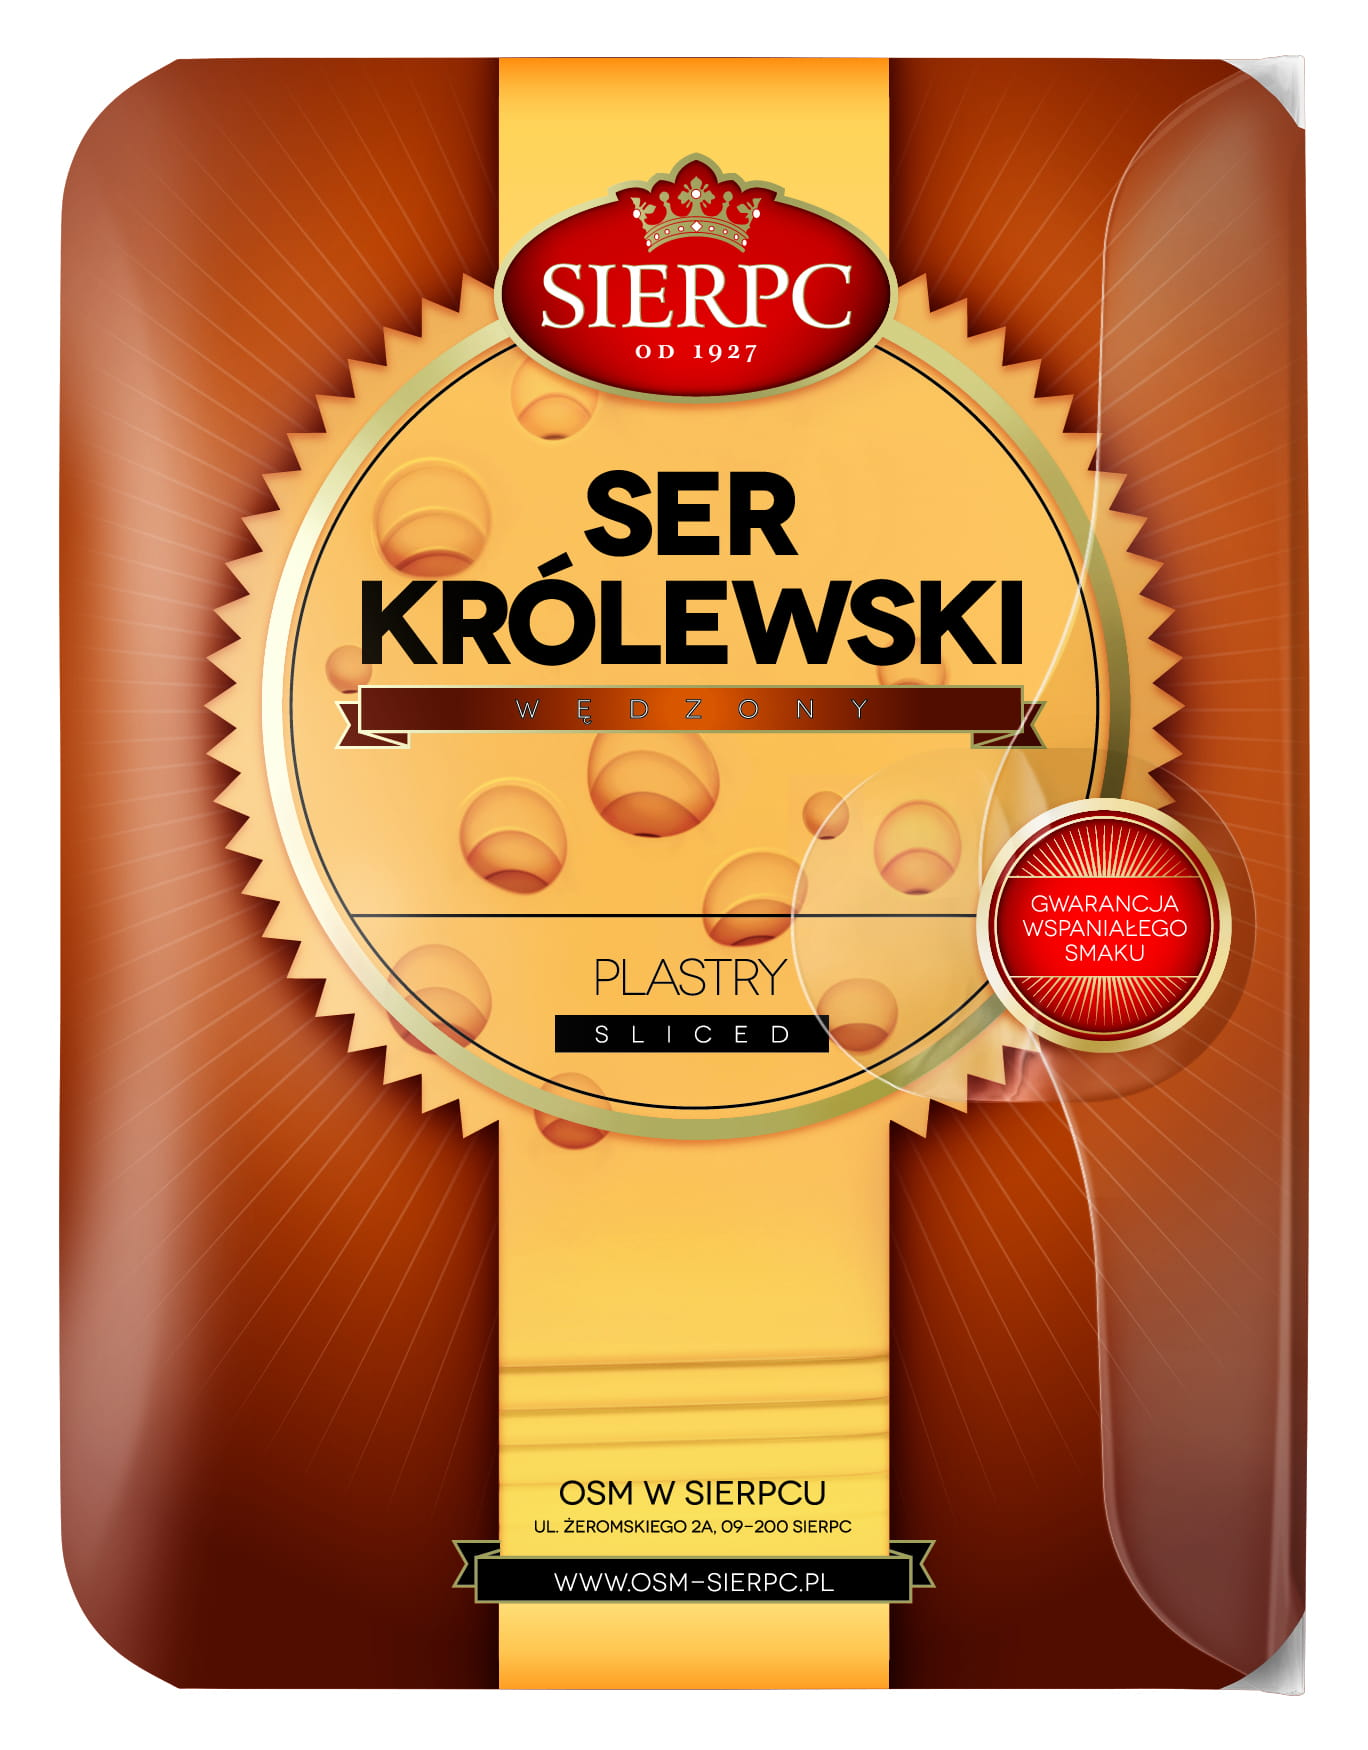 SIERPC
OD 1927
SER
KRÓLEWSKI
WĘDZONY
GWARANCJA
WSPANIAŁEGO
SMAKU
PLASTRY
SLICED
OSM W SIERPCU
UL. ŻEROMSKIEGO 2A, 09-200 SIERPC
WWW.OSM-SIERPC.PL